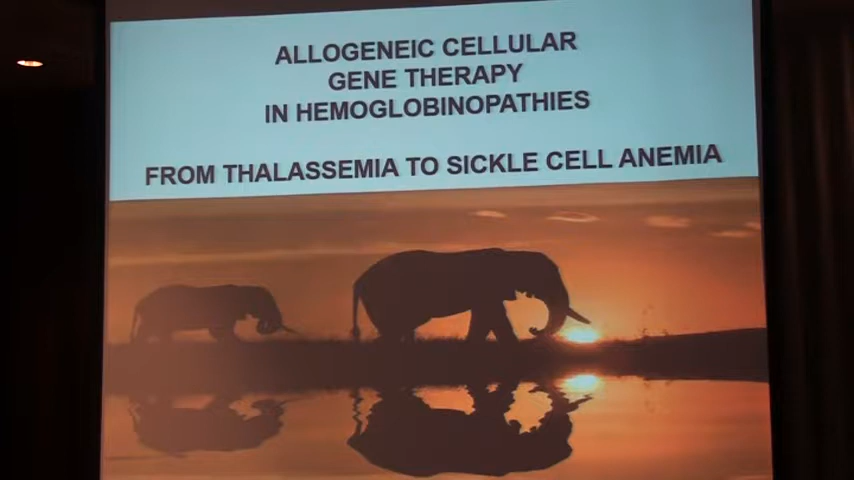 ALLOGENEIC CELLULAR
GENE THERAPY
IN HEMOGLOBINOPATHIES
FROM THALASSEMIA TO SICKLE CELL ANEMIA